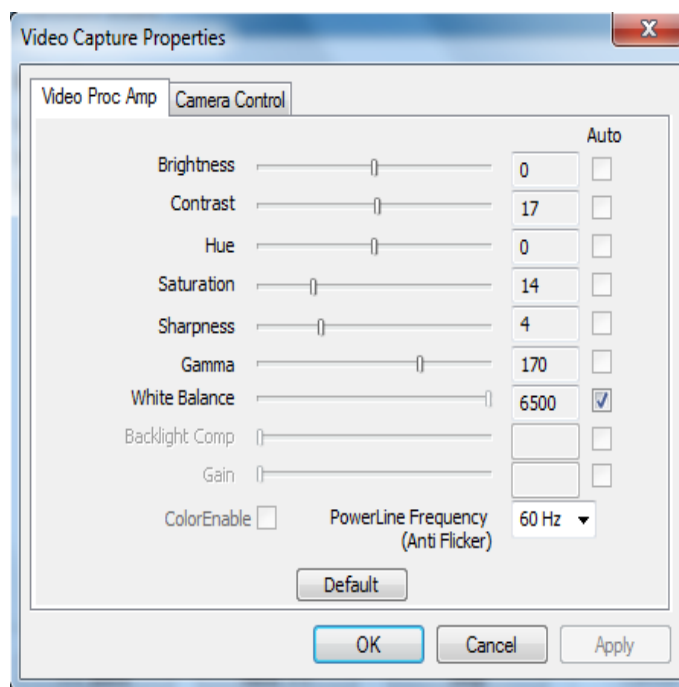 Video Capture Properties
X
Video Proc Amp Camera Control
Auto
Brightness 0
Contrast 17
Hue 0
Saturation 14
Sharpness 4
Gamma 170
White Balance 6500
Backlight Comp
Gain
ColorEnable PowerLine Frequency 60 Hz
(Anti Flicker)
Default
OK Cancel Apply